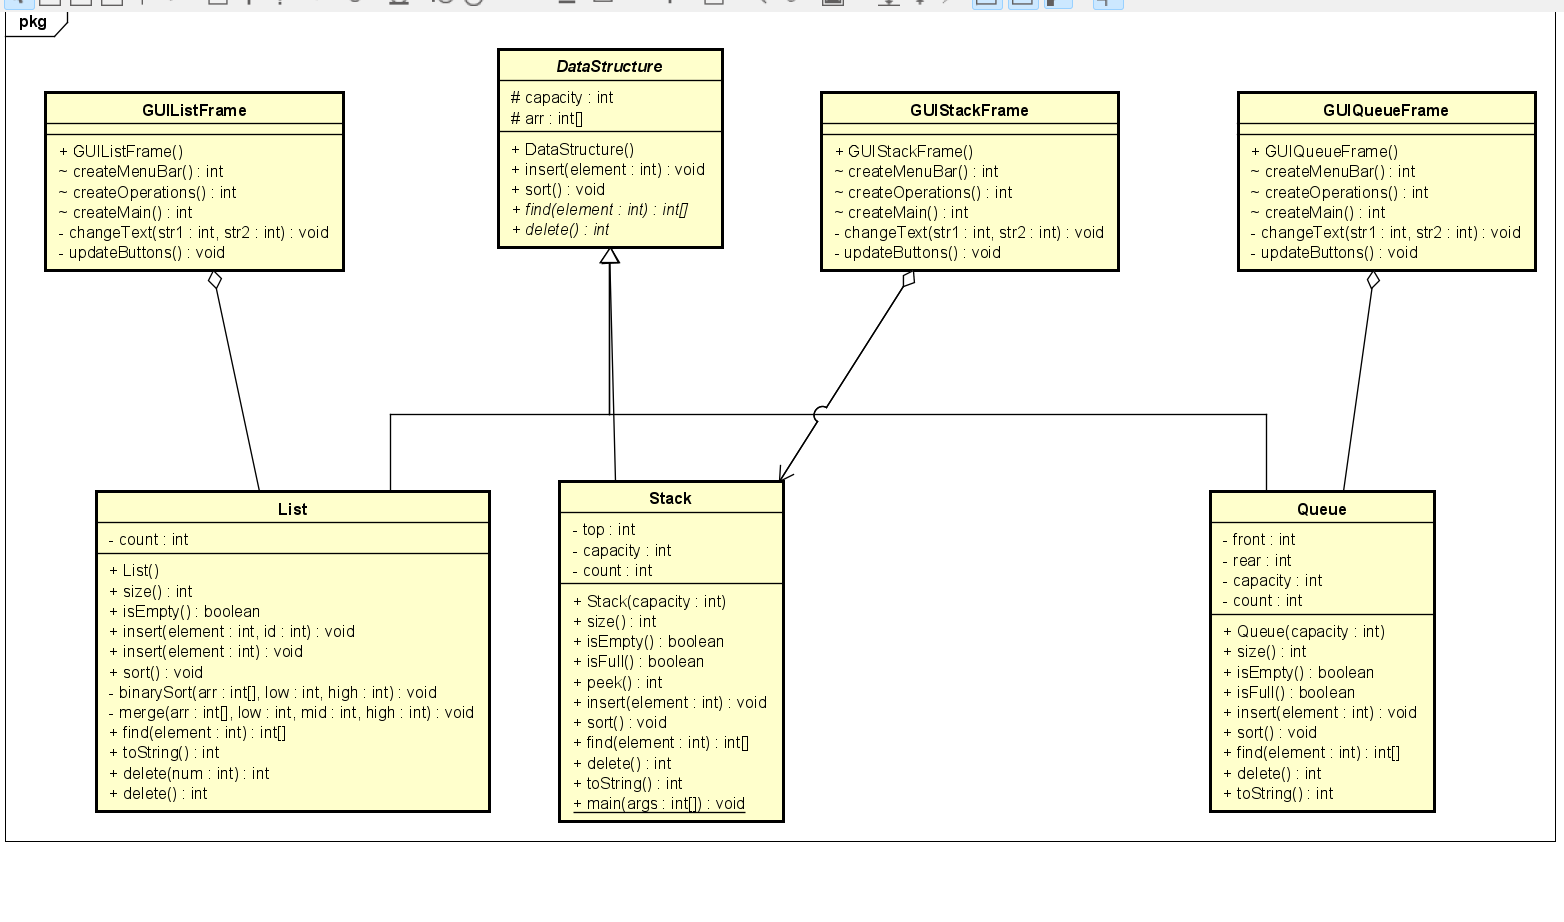 pkg
GUIListFrame
+ GUIListFrame()
~ createMenuBar() : int
~ createOperations() : int
~ createMain() : int
- changeText(str1 : int, str2 : int) : void
- updateButtons() : void
DataStructure
# capacity : int
# arr : int[]
+ DataStructure()
+ insert(element : int) : void
+ sort() : void
+ find(element : int) : int[]
+ delete() : int
GUIStackFrame
+ GUIStackFrame()
~ createMenuBar() : int
~ createOperations() : int
~ createMain() : int
- changeText(str1 : int, str2 : int) : void
- updateButtons() : void
GUIQueueFrame
+ GUIQueueFrame()
~ createMenuBar() : int
~ createOperations() : int
~ createMain() : int
- changeText(str1 : int, str2 : int) : void
- updateButtons() : void
List
- count : int
+ List()
+ size() : int
+ isEmpty() : boolean
+ insert(element : int, id : int) : void
+ insert(element : int) : void
+ sort() : void
- binarySort(arr : int[], low : int, high : int) : void
- merge(arr : int[], low : int, mid : int, high : int) : void
+ find(element : int) : int[]
+ toString() : int
+ delete(num : int) : int
+ delete() : int
Stack
- top : int
- capacity : int
- count : int
+ Stack(capacity : int)
+ size() : int
+ isEmpty() : boolean
+ isFull() : boolean
+ peek() : int
+ insert(element : int) : void
+ sort() : void
+ find(element : int) : int[]
+ delete() : int
+ toString() : int
+ main(args : int[]) : void
Queue
- front : int
- rear : int
- capacity : int
- count : int
+ Queue(capacity : int)
+ size() : int
+ isEmpty() : boolean
+ isFull() : boolean
+ insert(element : int) : void
+ sort() : void
+ find(element : int) : int[]
+ delete() : int
+ toString() : int